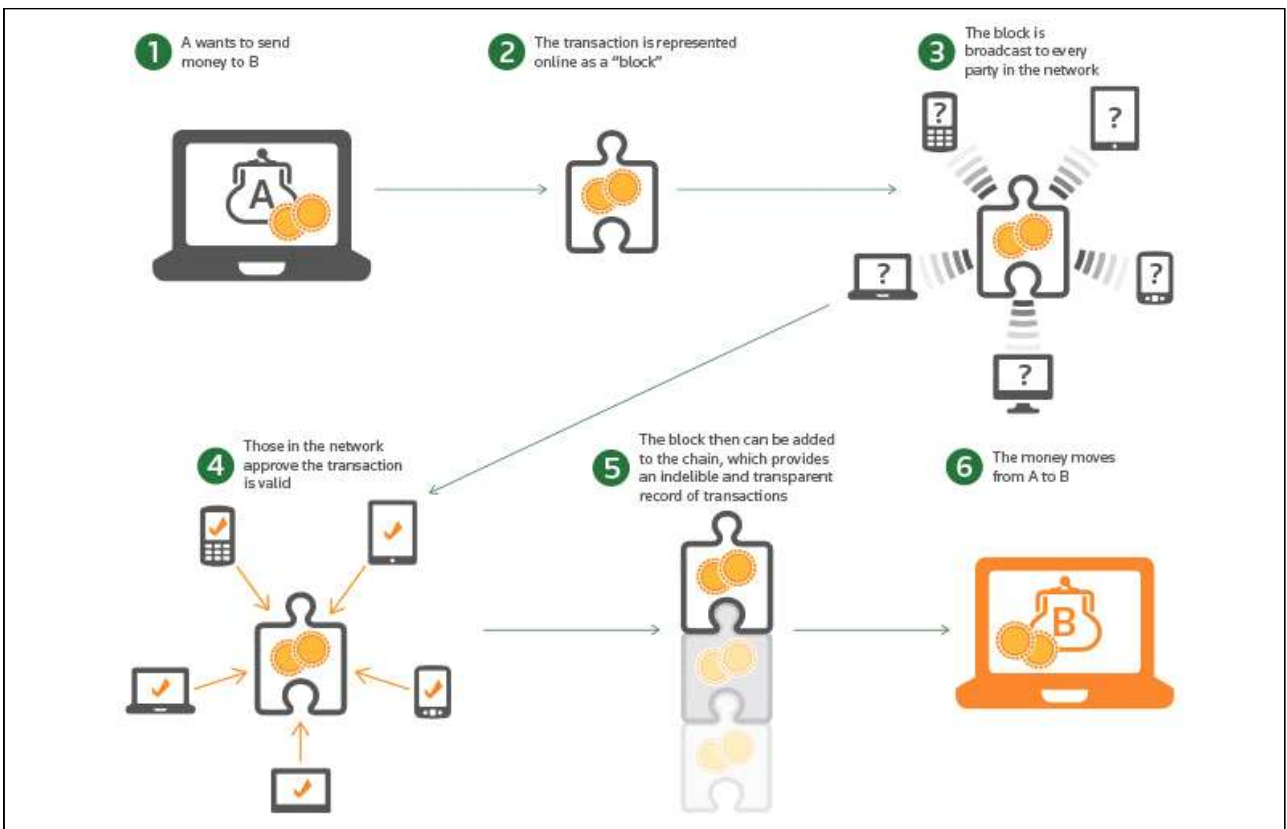 1 A wants to send
money to B
2 The transaction is represented
online as a “block”
3 The block is
broadcast to every
party in the network
A
?
?
?
?
?
4 Those in the network
approve the transaction
is valid
5 The block then can be added
to the chain, which provides
an indelible and transparent
record of transactions
6 The money moves
from A to B
B